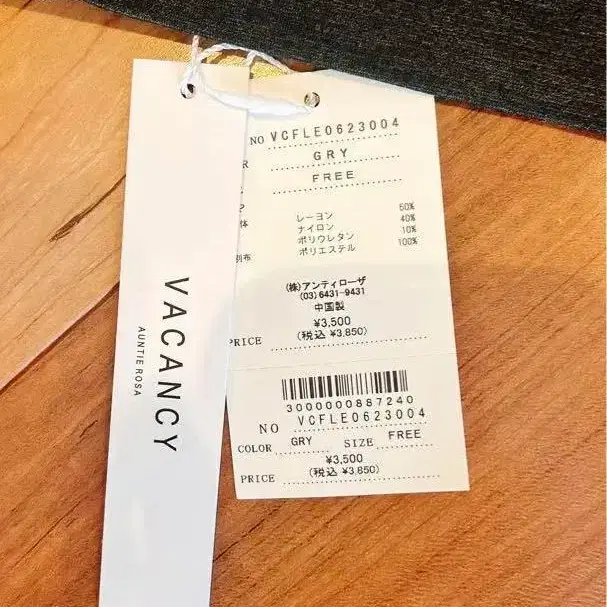 VACANCY
AUNTIE ROSA
NO VCFLE0623004
R GRY
FREE
体
レーヨン 50%
ナイロン 40%
ポリウレタン 10%
別布 ポリエステル 100%
(株)アンティローザ
(03)6431-9431
中国製
¥3,500
PRICE (税込 ¥3,850)
3000000887240
NO VCFLE0623004
COLOR GRY SIZE FREE
¥3,500
PRICE (税込 ¥3,850)